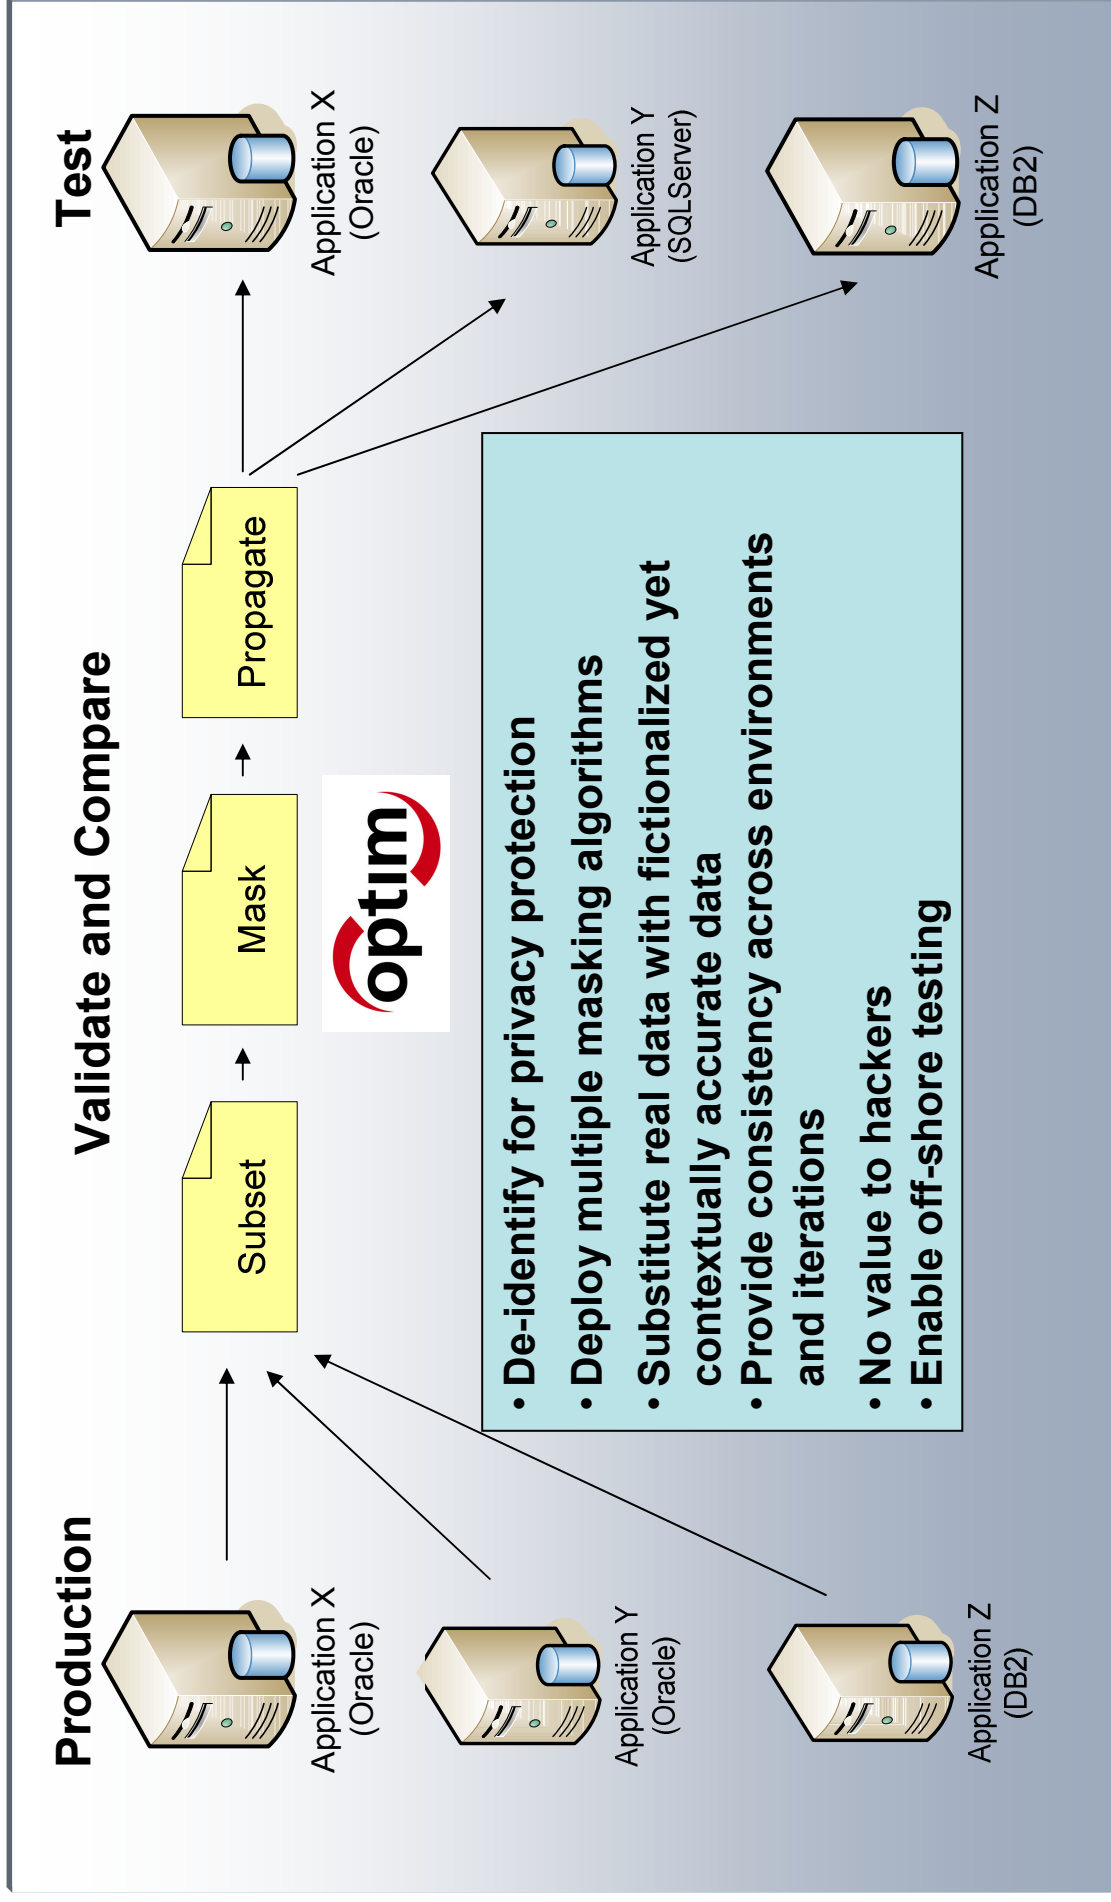 Production
Validate and Compare
Test
Application X
(Oracle)
Application Y
(Oracle)
Application Z
(DB2)
Subset
Mask
Propagate
optim
• De-identify for privacy protection
• Deploy multiple masking algorithms
• Substitute real data with fictionalized yet
contextually accurate data
• Provide consistency across environments
and iterations
• No value to hackers
• Enable off-shore testing
Application X
(Oracle)
Application Y
(SQLServer)
Application Z
(DB2)